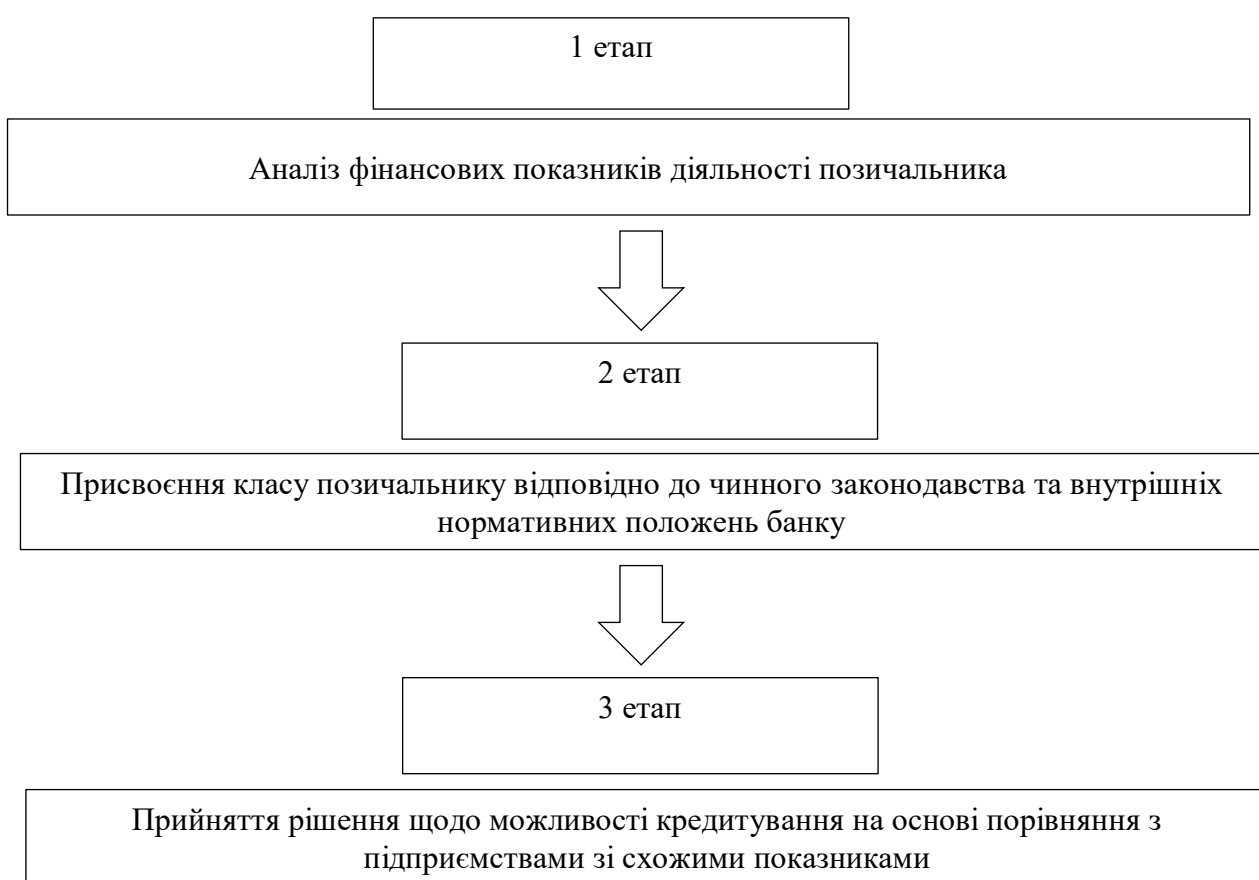 1 етап
Аналіз фінансових показників діяльності позичальника
2 етап
Присвоєння класу позичальнику відповідно до чинного законодавства та внутрішніх
нормативних положень банку
3 етап
Прийняття рішення щодо можливості кредитування на основі порівняння з
підприємствами зі схожими показниками